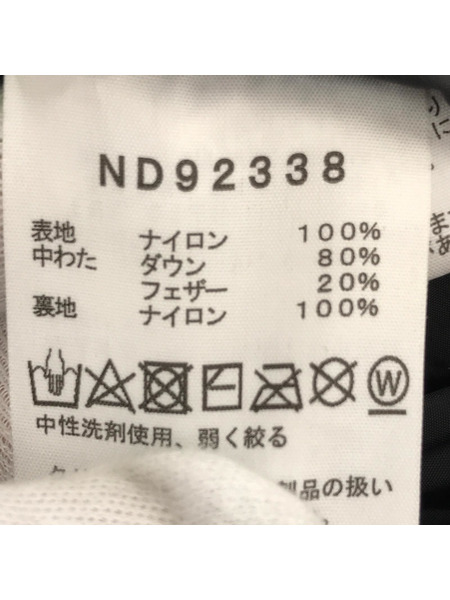 ND92338
表地 ナイロン 100%
中わた ダウン 80%
フェザー 20%
裏地 ナイロン 100%
W
中性洗剤使用、弱く絞る
製品の扱い